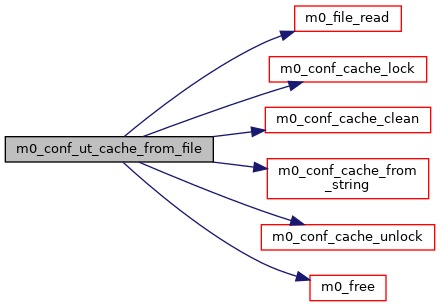 m0_file_read
m0_conf_cache_lock
m0_conf_cache_clean
m0_conf_ut_cache_from_file
m0_conf_cache_from
_string
m0_conf_cache_unlock
m0_free